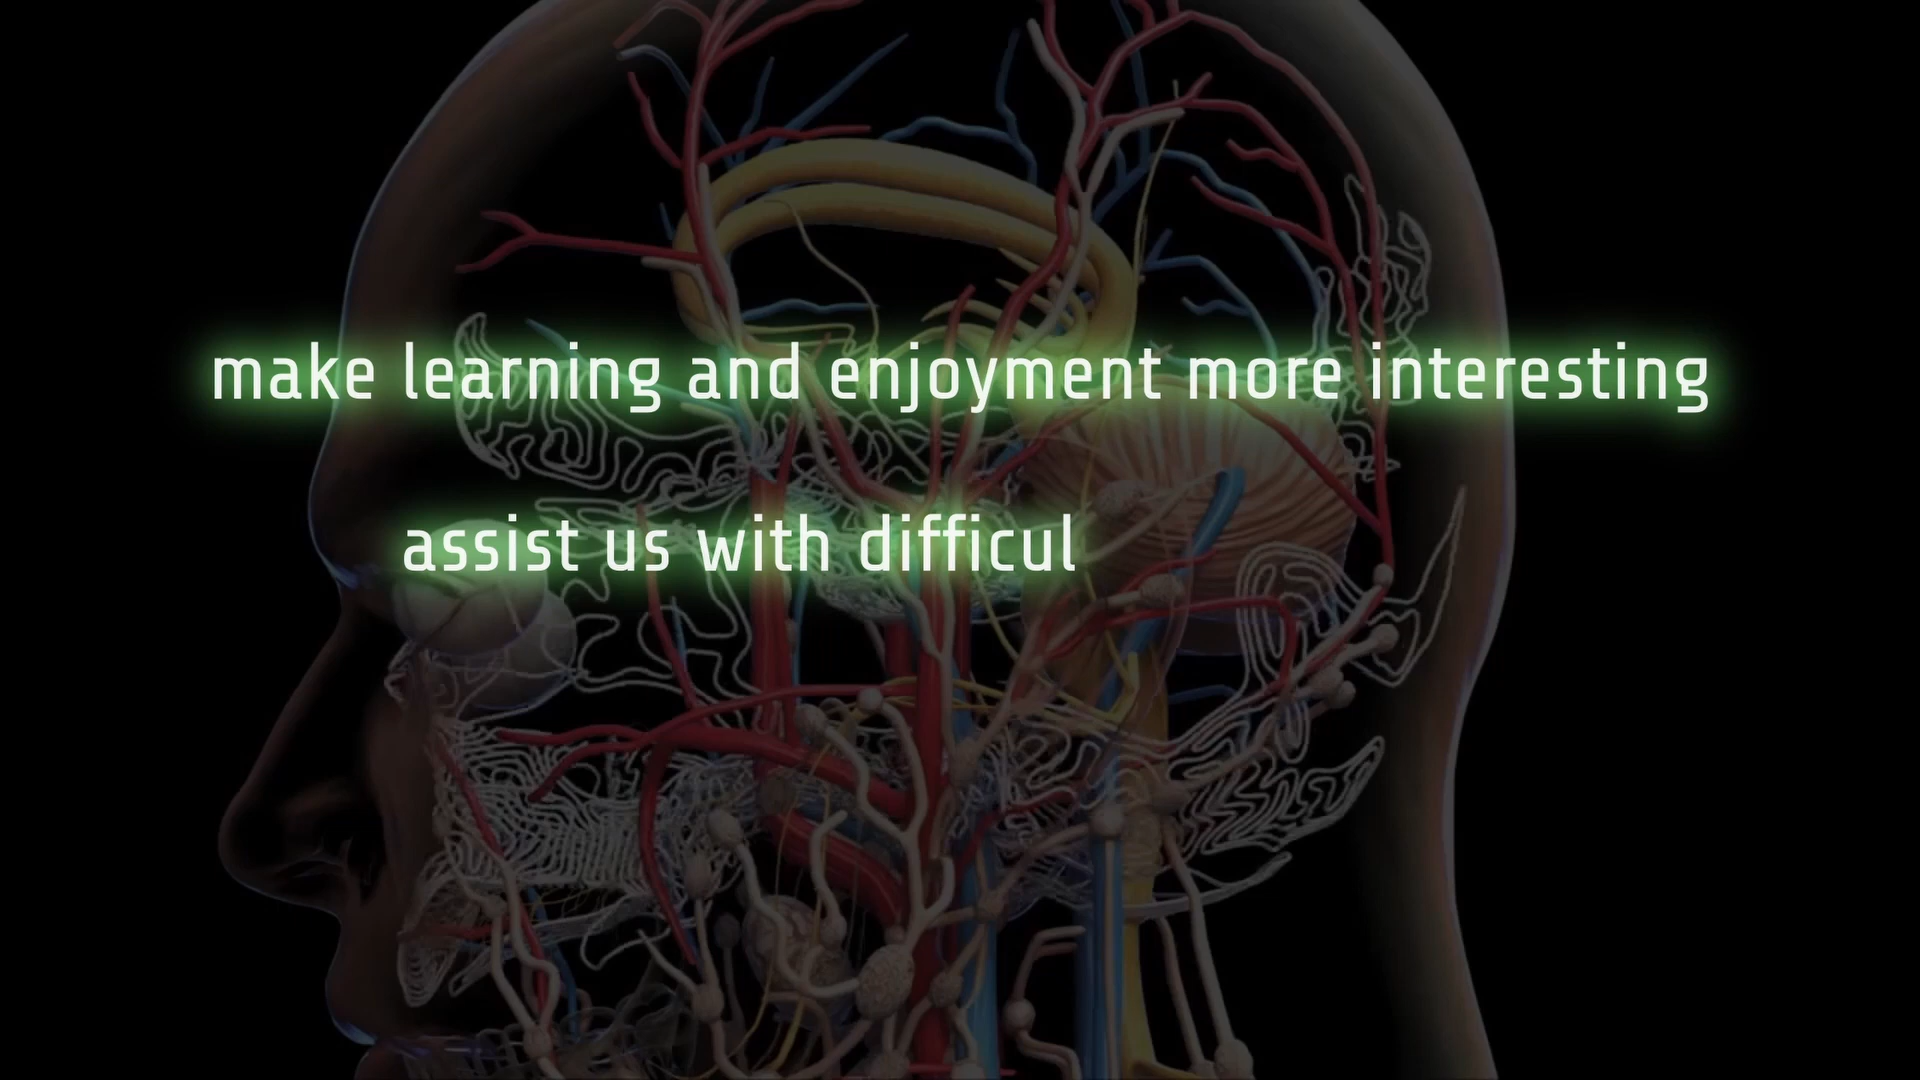 make learning and enjoyment more interesting
assist us with difficul